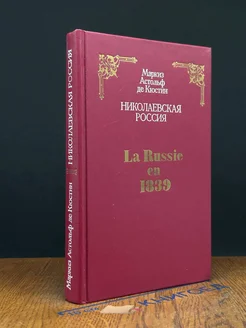 Маркиз
Астольф
де Кюстин
НИКОЛАЕВСКАЯ
РОССИЯ
La Russie
en
1839
Маркиз Астольф де Кюстин
НИКОЛАЕВСКАЯ РОССИЯ